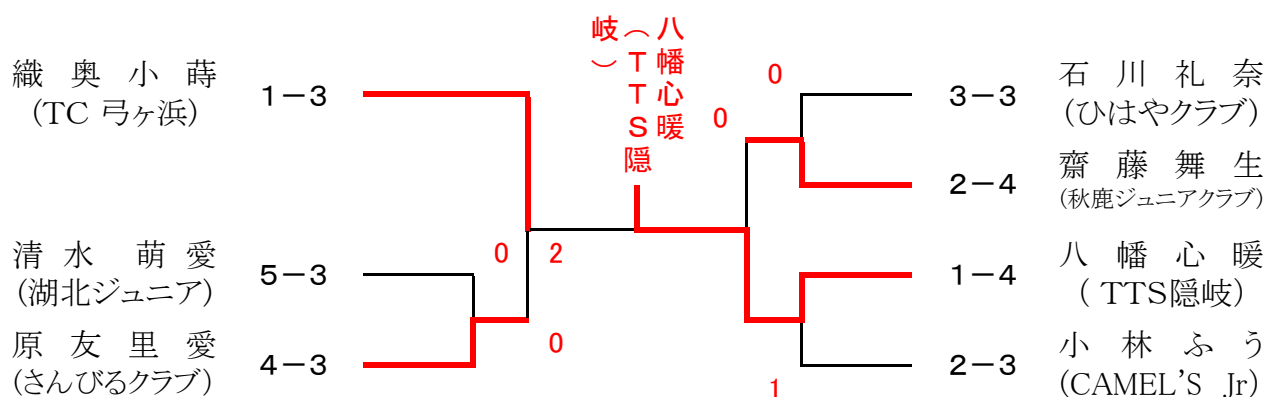 八幡心暖
（TTS隠
岐）
織奥小蒔
(TC 弓ヶ浜)
1－3
清水 萌愛
(湖北ジュニア)
5－3
原友里愛
(さんびるクラブ)
4－3
0
2
0
0
0
1
3－3
石川礼奈
(ひはやクラブ)
2－4
齋藤舞生
(秋鹿ジュニアクラブ)
1－4
八幡心暖
( TTS隠岐)
2－3
小林ふう
(CAMEL'S Jr)